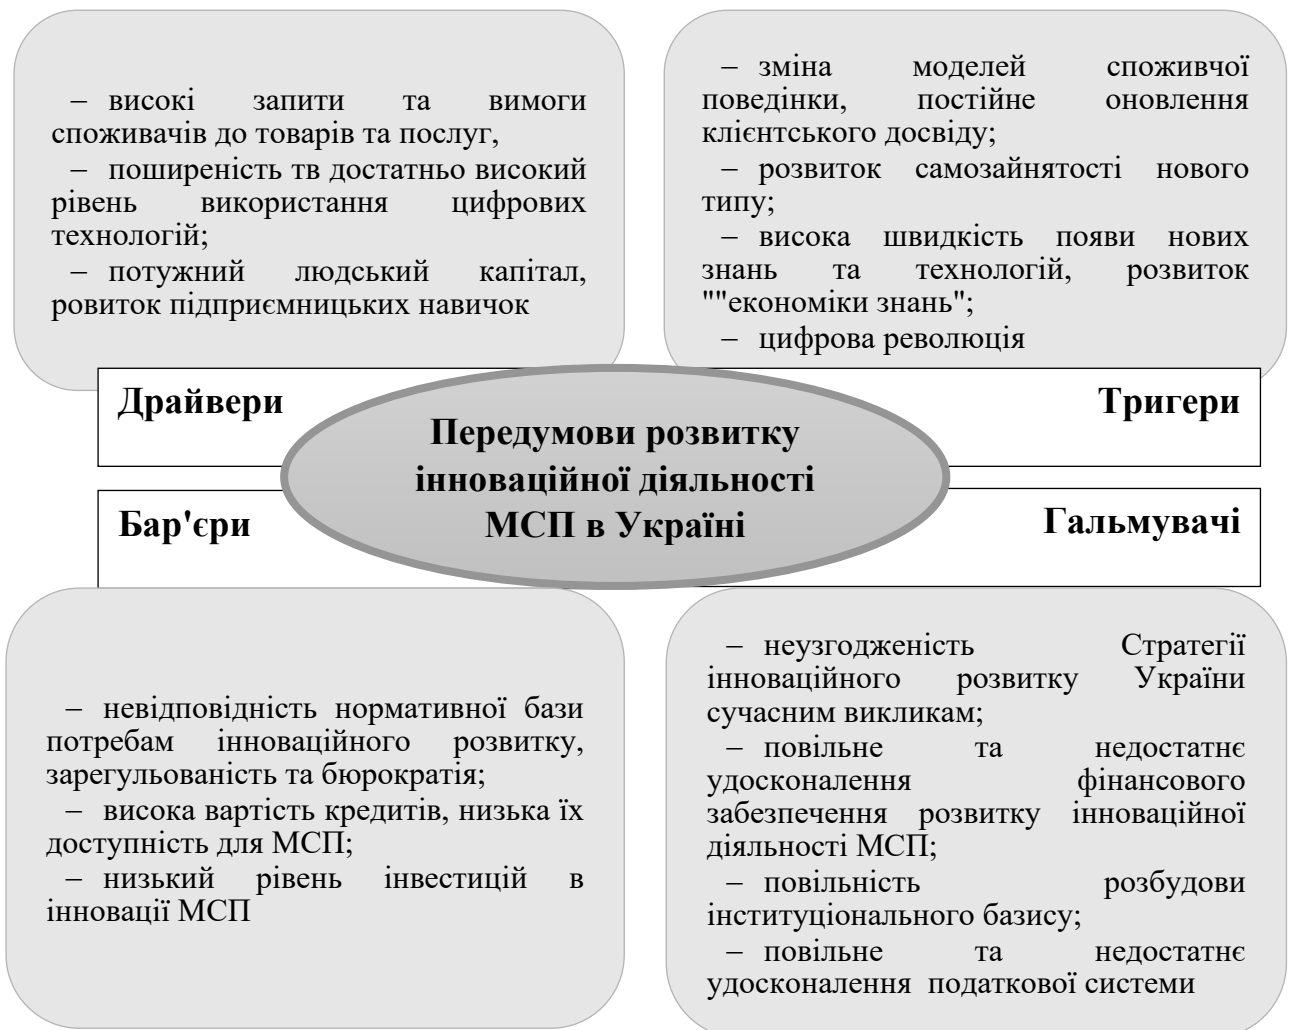 – високі запити та вимоги
споживачів до товарів та послуг,
– поширеність тв достатньо високий
рівень використання цифрових
технологій;
– потужний людський капітал,
ровиток підприємницьких навичок
– зміна моделей споживчої
поведінки, постійне оновлення
клієнтського досвіду;
– розвиток самозайнятості нового
типу;
– висока швидкість появи нових
знань та технологій, розвиток
""економіки знань";
– цифрова революція
Драйвери
Тригери
Передумови розвитку
інноваційної діяльності
МСП в Україні
Бар'єри
Гальмувачі
– невідповідність нормативної бази
потребам інноваційного розвитку,
зарегульованість та бюрократія;
– висока вартість кредитів, низька їх
доступність для МСП;
– низький рівень інвестицій в
інновації МСП
– неузгодженість Стратегії
інноваційного розвитку України
сучасним викликам;
– повільне та недостатнє
удосконалення фінансового
забезпечення розвитку інноваційної
діяльності МСП;
– повільність розбудови
інституціонального базису;
– повільне та недостатнє
удосконалення податкової системи